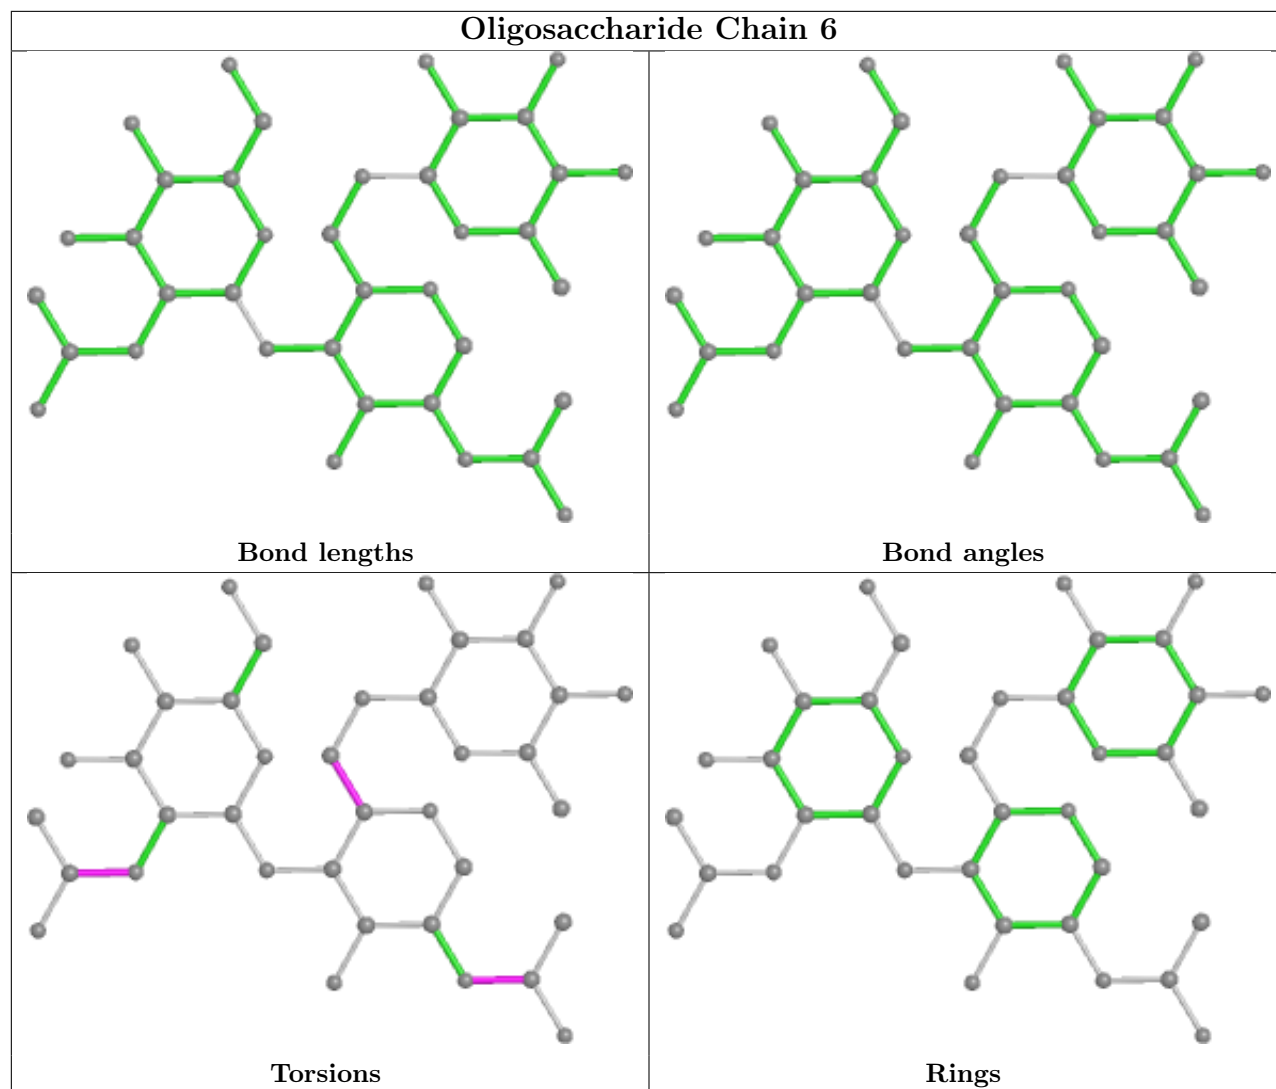 Oligosaccharide Chain 6
Bond lengths
Bond angles
Torsions
Rings